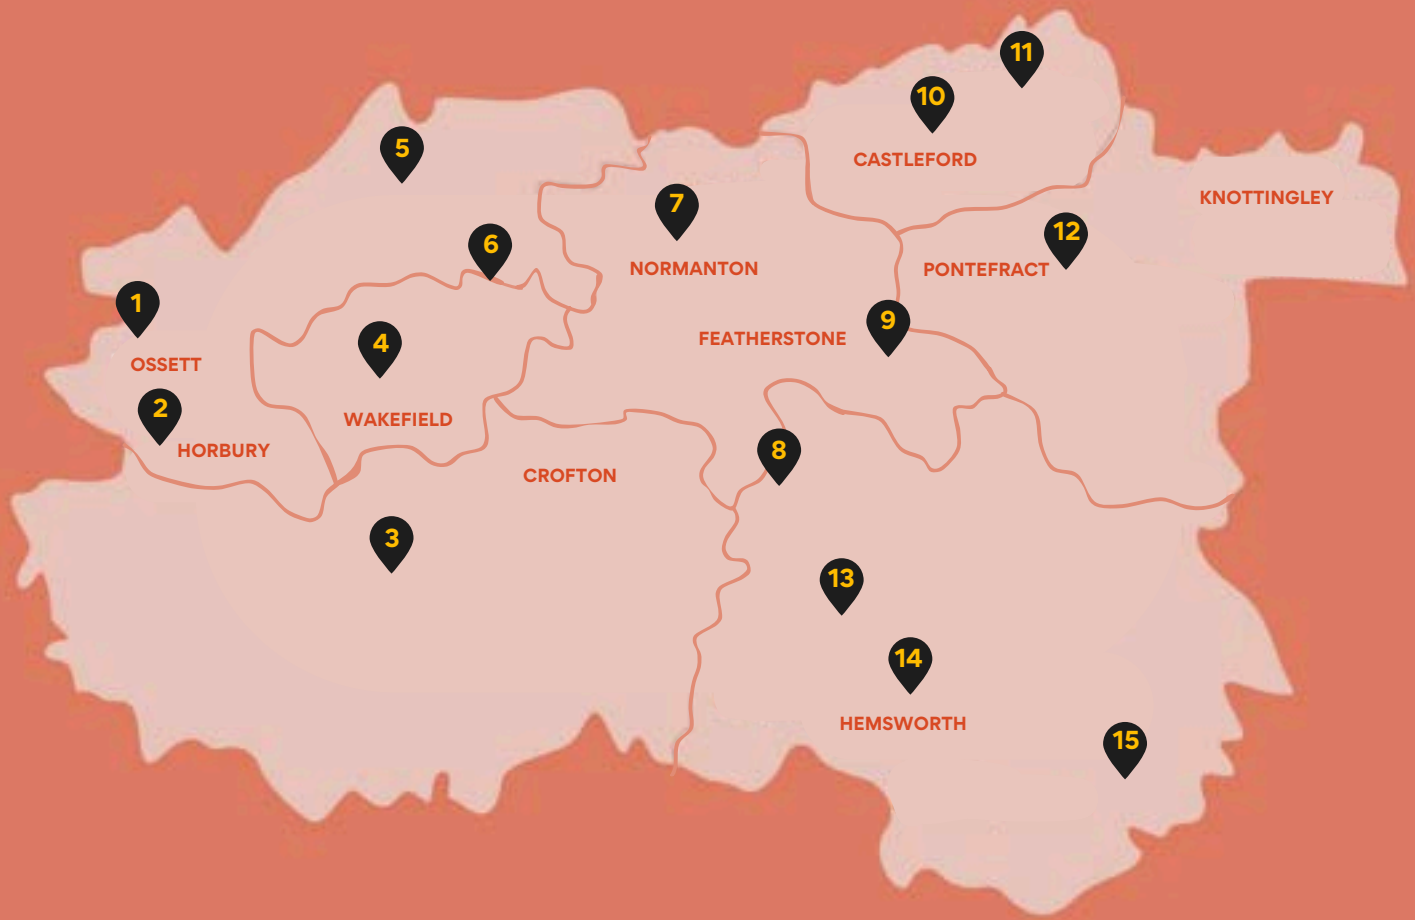 11
10
5
CASTLEFORD
KNOTTINGLEY
7
12
6
NORMANTON
PONTEFRACT
1
9
4
FEATHERSTONE
OSSETT
2
WAKEFIELD
HORBURY
8
CROFTON
3
13
14
HEMSWORTH
15